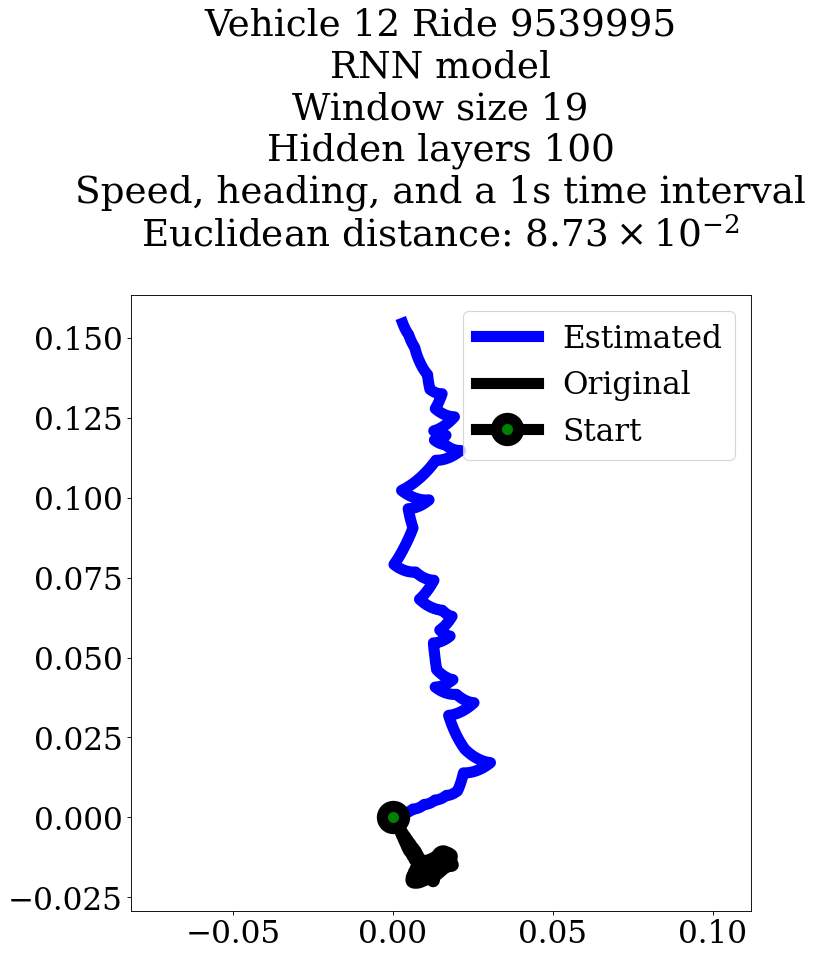 Vehicle 12 Ride 9539995
RNN model
Window size 19
Hidden layers 100
Speed, heading, and a 1s time interval
Euclidean distance: 8.73 × 10⁻²
Estimated
Original
Start
0.150
0.125
0.100
0.075
0.050
0.025
0.000
−0.025
−0.05 0.00 0.05 0.10